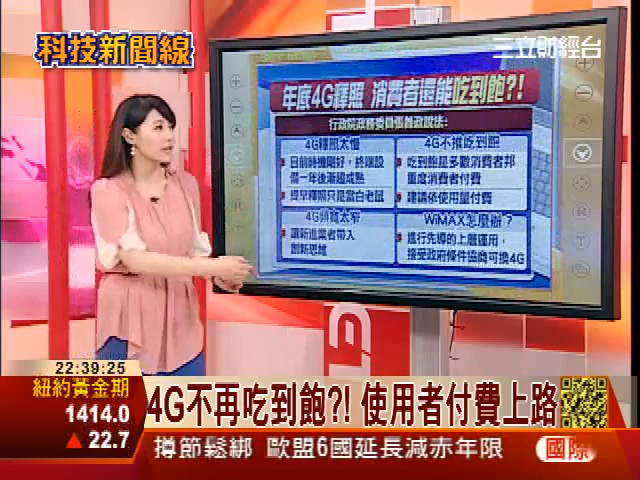 科技新聞線
三立財經台
年底4G釋照 消費者還能吃到飽?!
行政院政務委員張善政說法:
4G釋照太慢
目前時機剛好,終端設
備一年後漸趨成熟
提早釋照只是當白老鼠
4G不推吃到飽
吃到飽是多數消費者幫
重度消費者付費
建議依使用量付費
4G頻寬太窄
讓新進業者帶入
創新思維
WiMAX怎麼辦?
進行先導的上層運用,
接受政府條件協商可換4G
22:39:25
紐約黃金期
1414.0
▲ 22.7
4G不再吃到飽?! 使用者付費上路
撙節鬆綁 歐盟6國延長減赤年限
國際